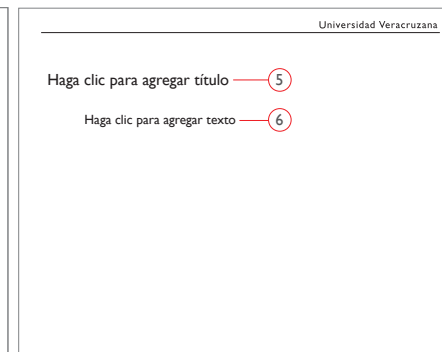 Universidad Veracruzana
Haga clic para agregar título 5
Haga clic para agregar texto 6